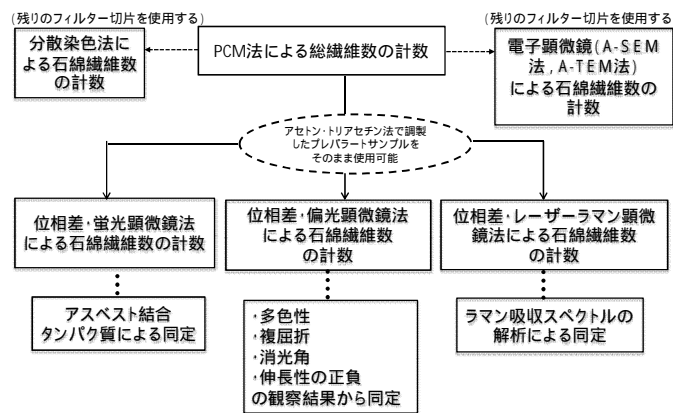 (残りのフィルター切片を使用する)
分散染色法に
よる石綿繊維数
の計数
PCM法による総繊維数の計数
(残りのフィルター切片を使用する
電子顕微鏡(A-SEM
法,A-TEM法)
による石綿繊維数の
計数
アセトン・トリアセチン法で調製
したプレパラートサンプルを
そのまま使用可能
位相差・蛍光顕微鏡法
による石綿繊維数の計数
位相差・偏光顕微鏡法
による石綿繊維数
の計数
位相差・レーザーラマン顕微
鏡法による石綿繊維数
の計数
アスベスト結合
タンパク質による同定
・多色性
・複屈折
・消光角
・伸長性の正負
の観察結果から同定
ラマン吸収スペクトルの
解析による同定